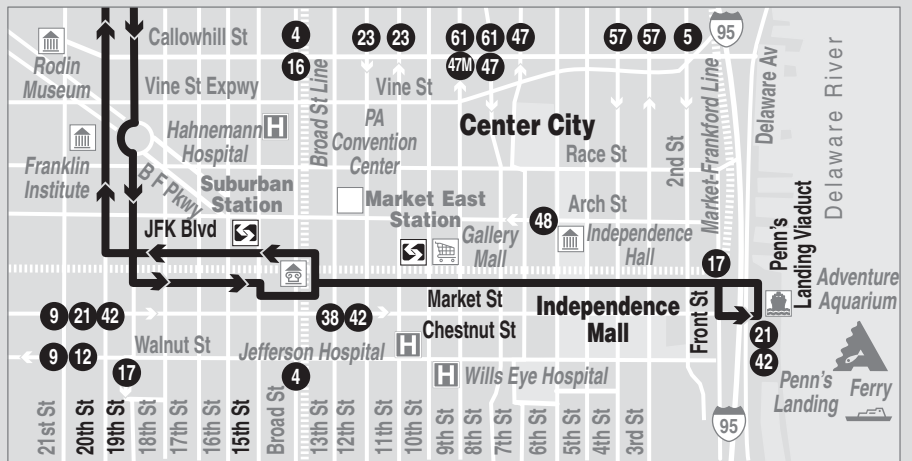 Callowhill St
4
23
23
61
61
47
57
57
5
95
16
47M
47
Rodin
Museum
Vine St Expwy
Vine St
Broad St Line
PA
Convention
Center
Center City
Hahnemann
Hospital
H
Franklin
Institute
B F Pkwy
Race St
2nd St
Market-Frankford Line
Delaware Av
Delaware River
Suburban
Station
Market East
Station
JFK Blvd
48
Arch St
Gallery
Mall
Independence
Hall
17
Penn's
Landing Viaduct
Adventure
Aquarium
9
21
42
38
42
Market St
Chestnut St
Independence
Mall
Front St
21
42
9
12
Walnut St
17
Jefferson Hospital
H
4
H
Wills Eye Hospital
Penn's
Landing
Ferry
21st St
20th St
19th St
18th St
17th St
16th St
15th St
Broad St
13th St
12th St
11th St
10th St
9th St
8th St
7th St
6th St
5th St
4th St
3rd St
95